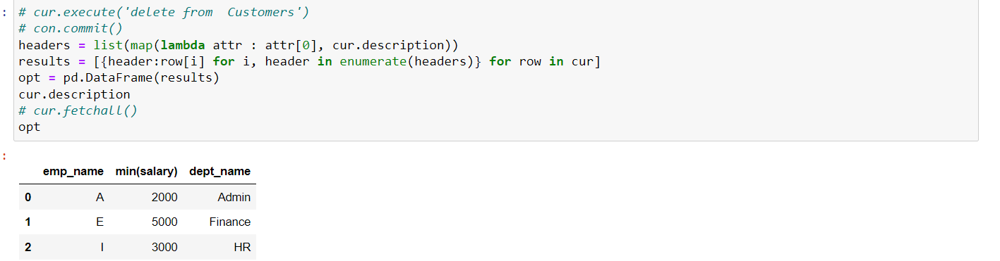 : # cur.execute('delete from  Customers')
# con.commit()
headers = list(map(lambda attr : attr[0], cur.description))
results = [{header:row[i] for i, header in enumerate(headers)} for row in cur]
opt = pd.DataFrame(results)
cur.description
# cur.fetchall()
opt
:
emp_name min(salary) dept_name
0 A 2000 Admin
1 E 5000 Finance
2 I 3000 HR